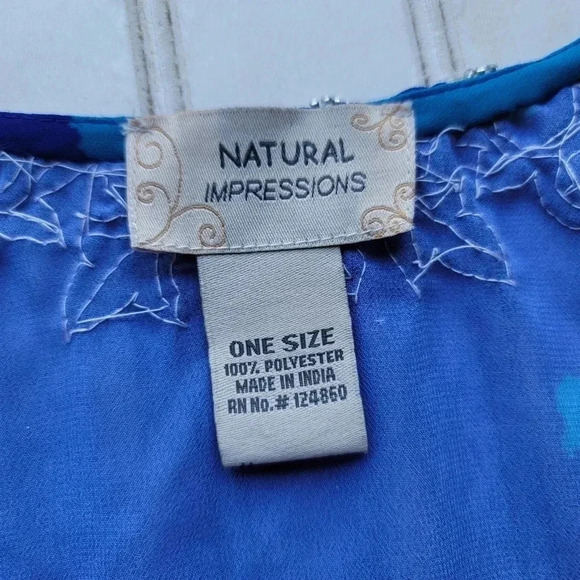 NATURAL
IMPRESSIONS
ONE SIZE
100% POLYESTER
MADE IN INDIA
RN No.# 124860